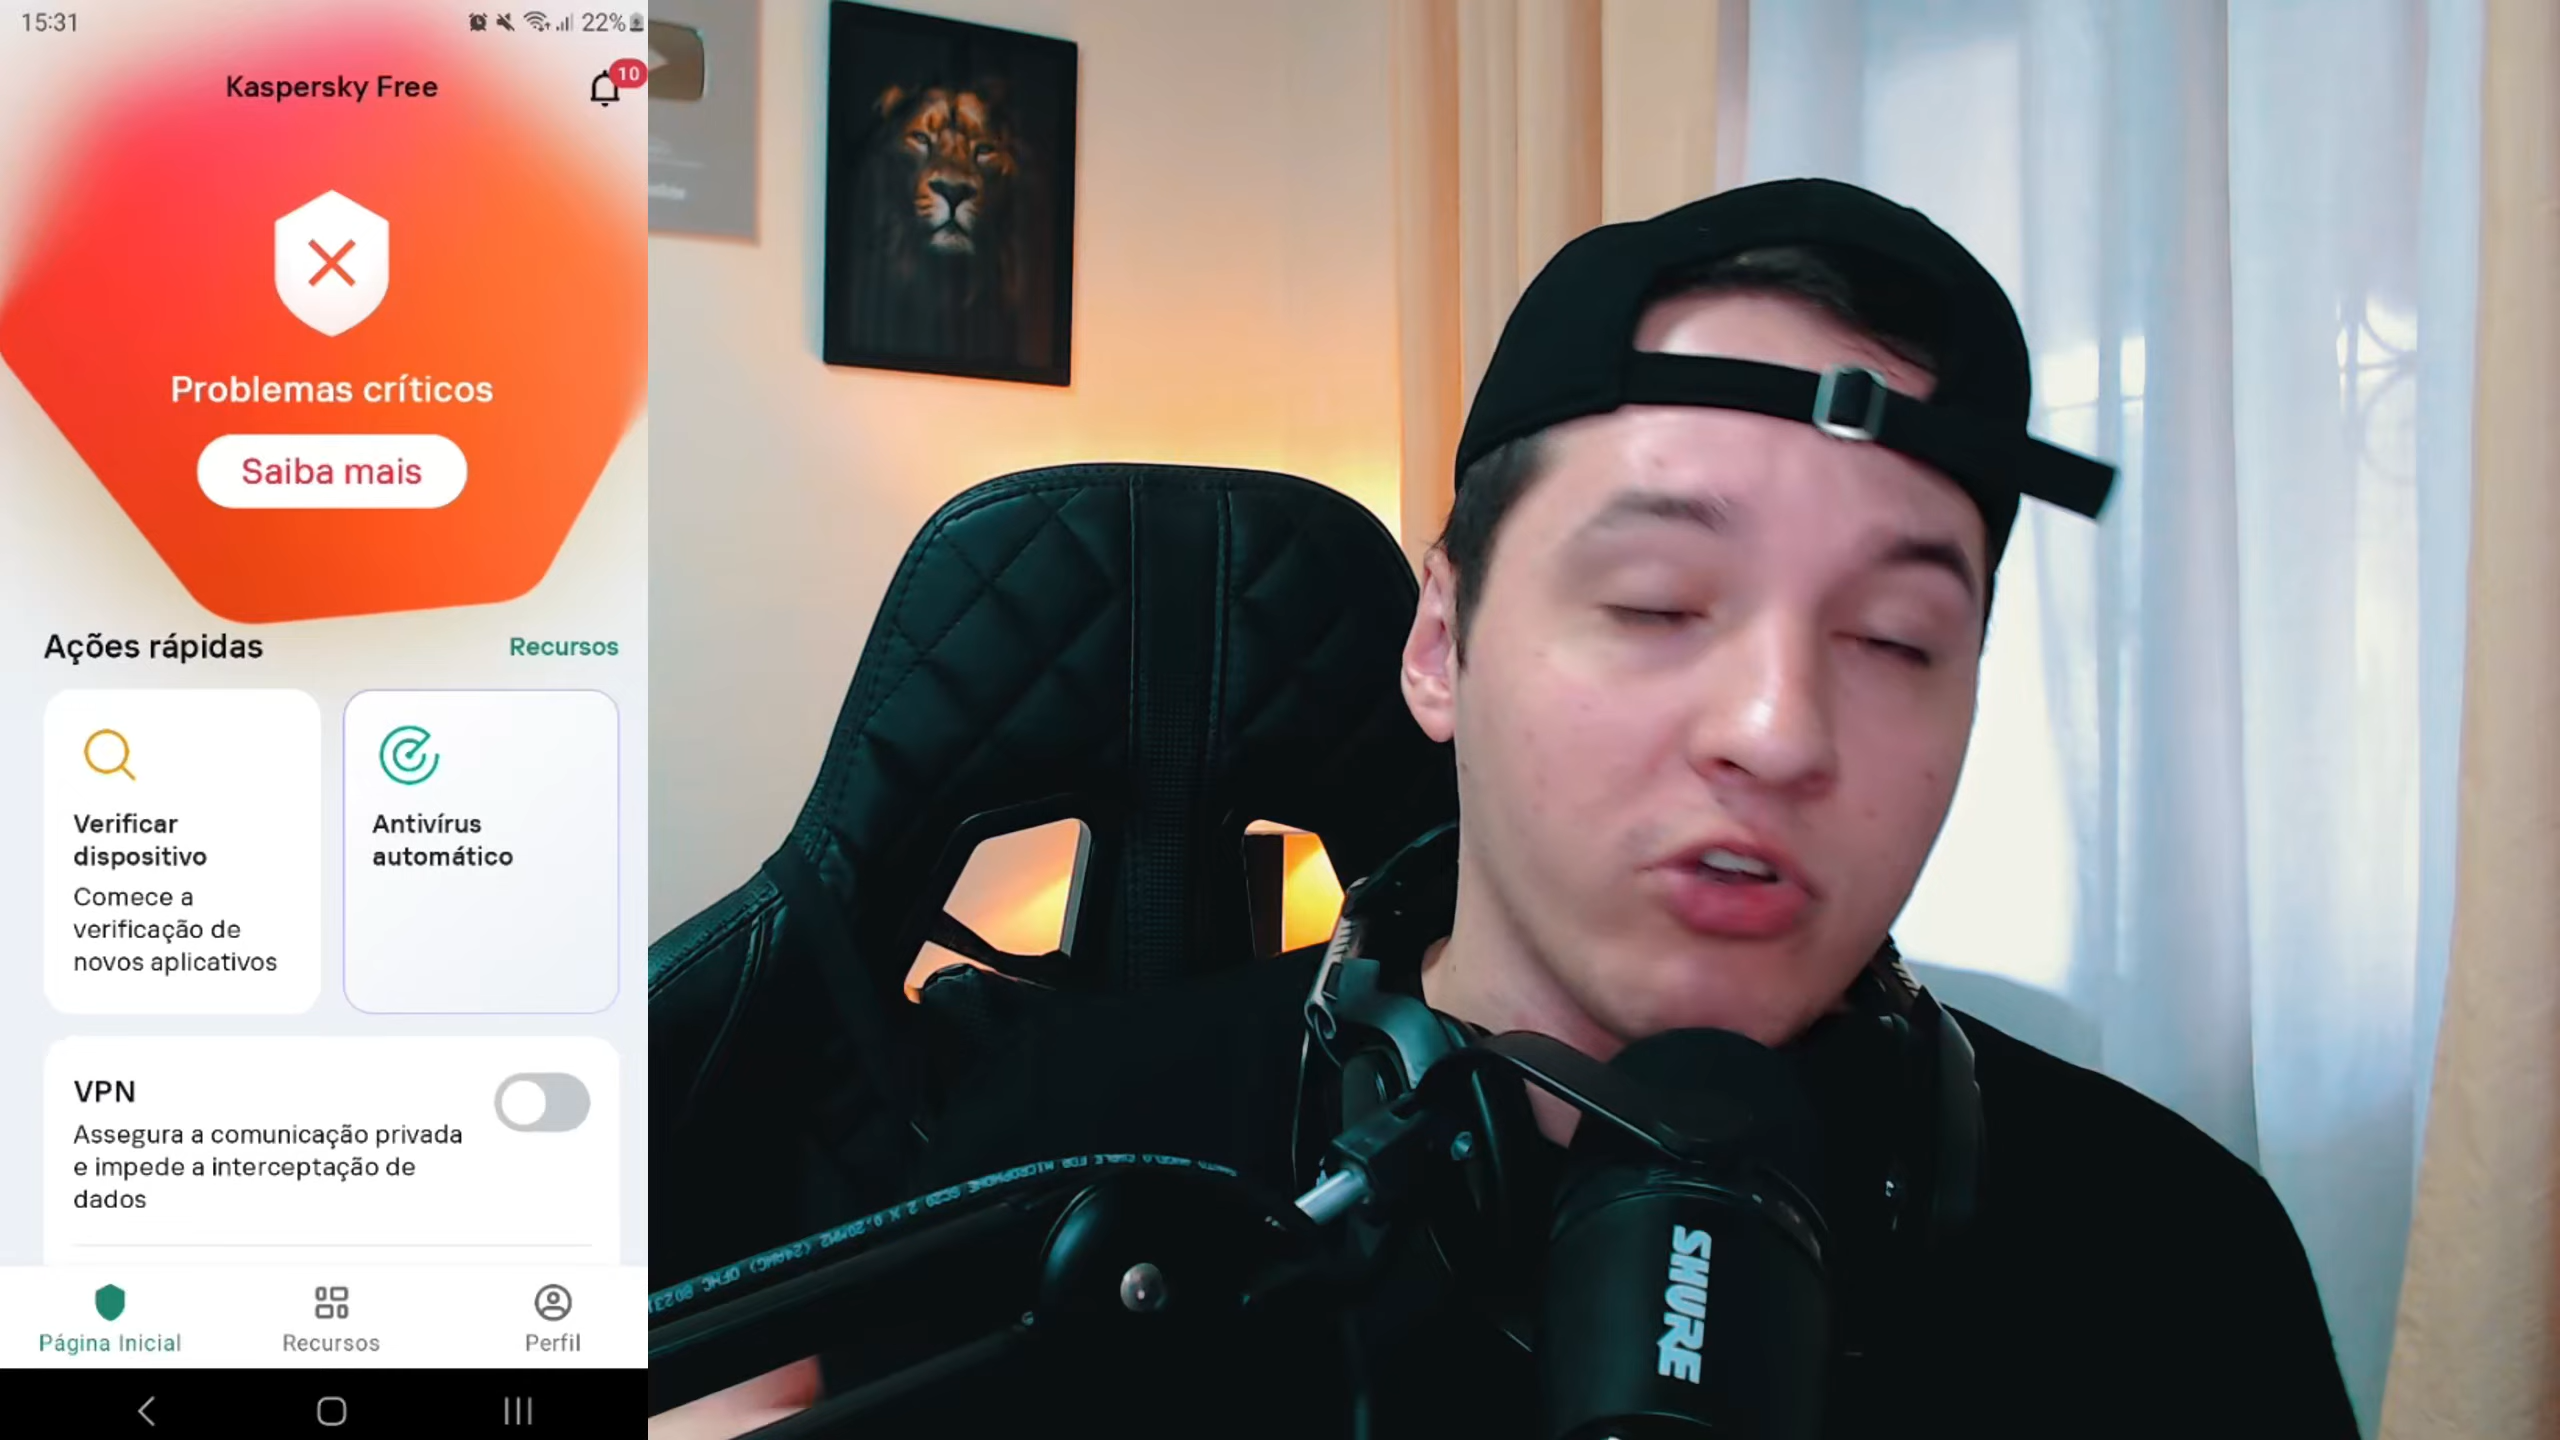 15:31
22%
Kaspersky Free
10
Problemas críticos
Saiba mais
Ações rápidas
Recursos
Verificar
dispositivo
Comece a
verificação de
novos aplicativos
Antivírus
automático
VPN
Assegura a comunicação privada
e impede a interceptação de
dados
Página Inicial
Recursos
Perfil
SHURE